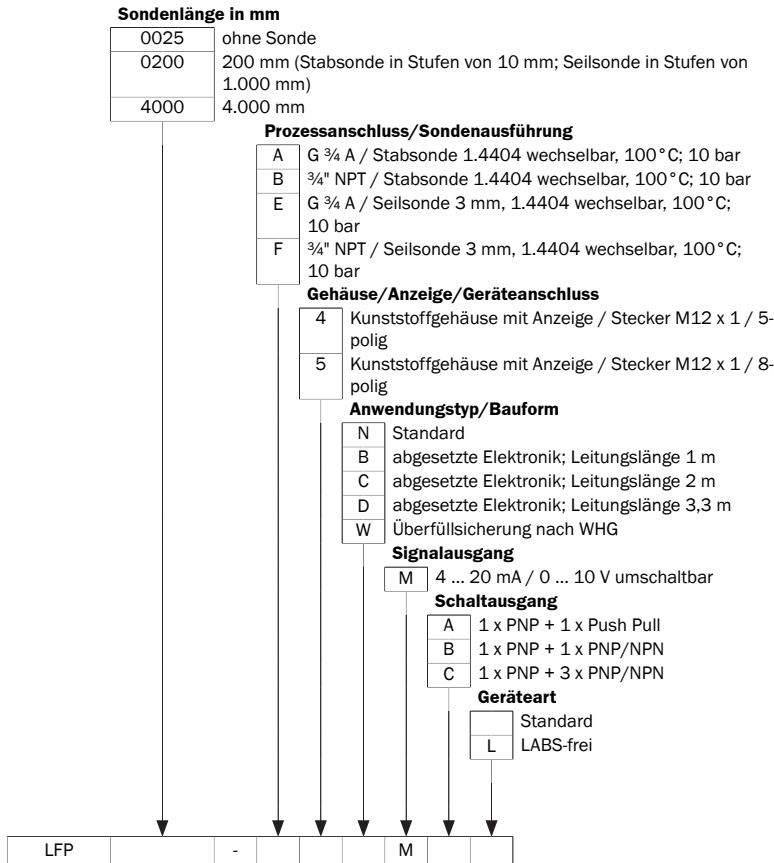 Sondenlänge in mm
0025 ohne Sonde
0200 200 mm (Stabsonde in Stufen von 10 mm; Seilsonde in Stufen von
1.000 mm)
4000 4.000 mm
Prozessanschluss/Sondenausführung
A G ¾ A / Stabsonde 1.4404 wechselbar, 100°C; 10 bar
B ¾" NPT / Stabsonde 1.4404 wechselbar, 100°C; 10 bar
E G ¾ A / Seilsonde 3 mm, 1.4404 wechselbar, 100°C;
10 bar
F ¾" NPT / Seilsonde 3 mm, 1.4404 wechselbar, 100°C;
10 bar
Gehäuse/Anzeige/Geräteanschluss
4 Kunststoffgehäuse mit Anzeige / Stecker M12 x 1 / 5-
polig
5 Kunststoffgehäuse mit Anzeige / Stecker M12 x 1 / 8-
polig
Anwendungstyp/Bauform
N Standard
B abgesetzte Elektronik; Leitungslänge 1 m
C abgesetzte Elektronik; Leitungslänge 2 m
D abgesetzte Elektronik; Leitungslänge 3,3 m
W Überfüllsicherung nach WHG
Signalausgang
M 4 ... 20 mA / 0 ... 10 V umschaltbar
Schaltausgang
A 1 x PNP + 1 x Push Pull
B 1 x PNP + 1 x PNP/NPN
C 1 x PNP + 3 x PNP/NPN
Geräteart
Standard
L LABS-frei
LFP - M